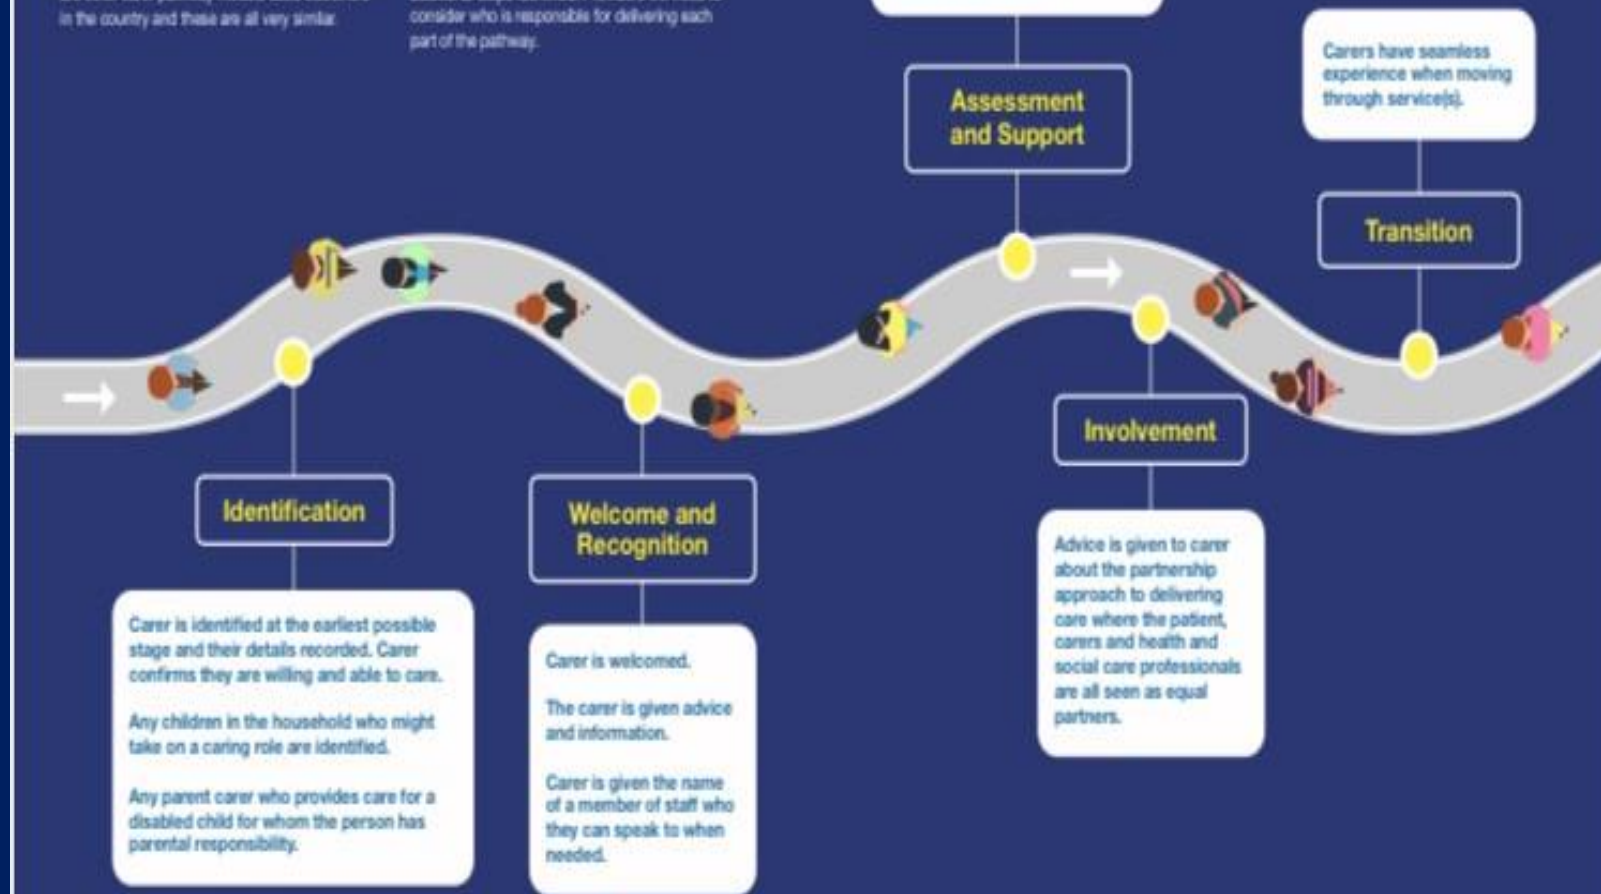 in the country and these are all very similar.
consider who is responsible for delivering each
part of the pathway.
Assessment
and Support
Carers have seamless
experience when moving
through service(s).
Transition
Identification
Carer is identified at the earliest possible
stage and their details recorded. Carer
confirms they are willing and able to care.
Any children in the household who might
take on a caring role are identified.
Any parent carer who provides care for a
disabled child for whom the person has
parental responsibility.
Welcome and
Recognition
Carer is welcomed.
The carer is given advice
and information.
Carer is given the name
of a member of staff who
they can speak to when
needed.
Involvement
Advice is given to carer
about the partnership
approach to delivering
care where the patient,
carers and health and
social care professionals
are all seen as equal
partners.